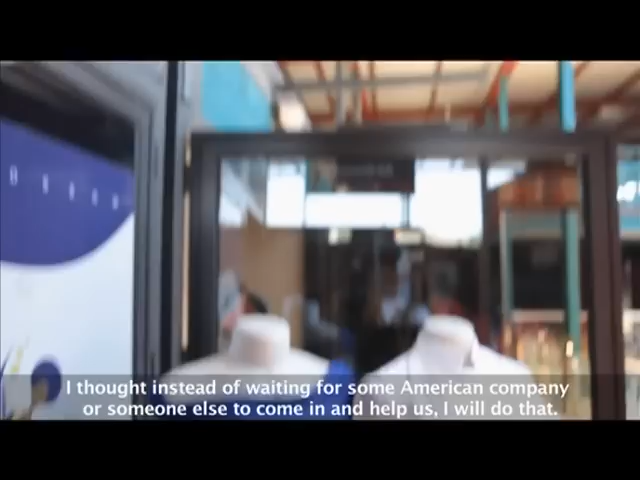 I thought instead of waiting for some American company
or someone else to come in and help us, I will do that.